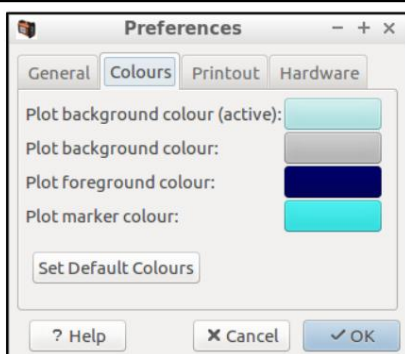 Preferences
General Colours Printout Hardware
Plot background colour (active):
Plot background colour:
Plot foreground colour:
Plot marker colour:
Set Default Colours
? Help Cancel OK